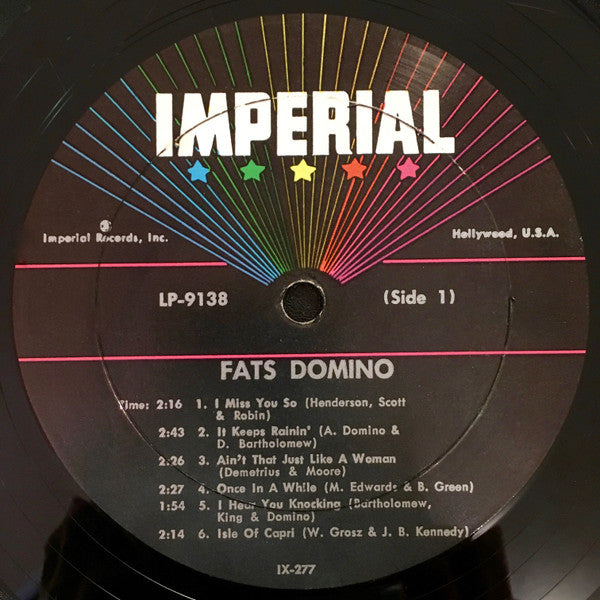 IMPERIAL
Imperial Records, Inc.
Hollywood, U.S.A.
LP-9138
(Side 1)
FATS DOMINO
Time: 2:16 1. I Miss You So (Henderson, Scott
& Robin)
2:43 2. It Keeps Rainin' (A. Domino &
D. Bartholomew)
2:26 3. Ain't That Just Like A Woman
(Demetrius & Moore)
2:27 4. Once In A While (M. Edwards & B. Green)
1:54 5. I Hear You Knocking (Bartholomew,
King & Domino)
2:14 6. Isle Of Capri (W. Grosz & J. B. Kennedy)
IX-277